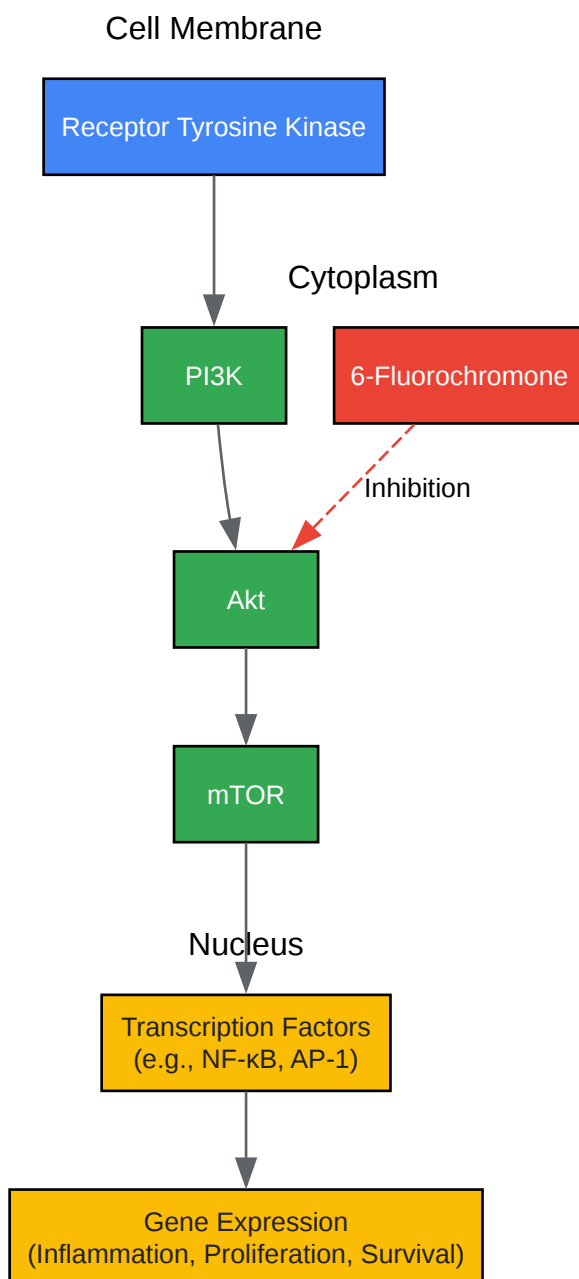 Cell Membrane
Receptor Tyrosine Kinase
Cytoplasm
PI3K
6-Fluorochromone
Inhibition
Akt
mTOR
Nucleus
Transcription Factors
(e.g., NF-κB, AP-1)
Gene Expression
(Inflammation, Proliferation, Survival)